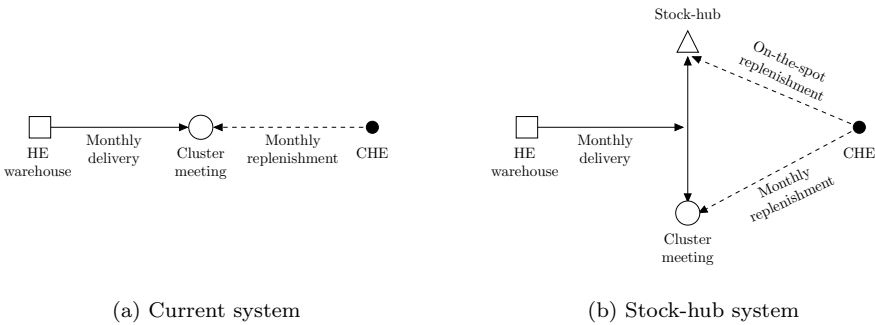 HE
warehouse
Monthly
delivery
Cluster
meeting
Monthly
replenishment
CHE
(a) Current system
Stock-hub
On-the-spot
replenishment
HE
warehouse
Monthly
delivery
CHE
Monthly
replenishment
Cluster
meeting
(b) Stock-hub system